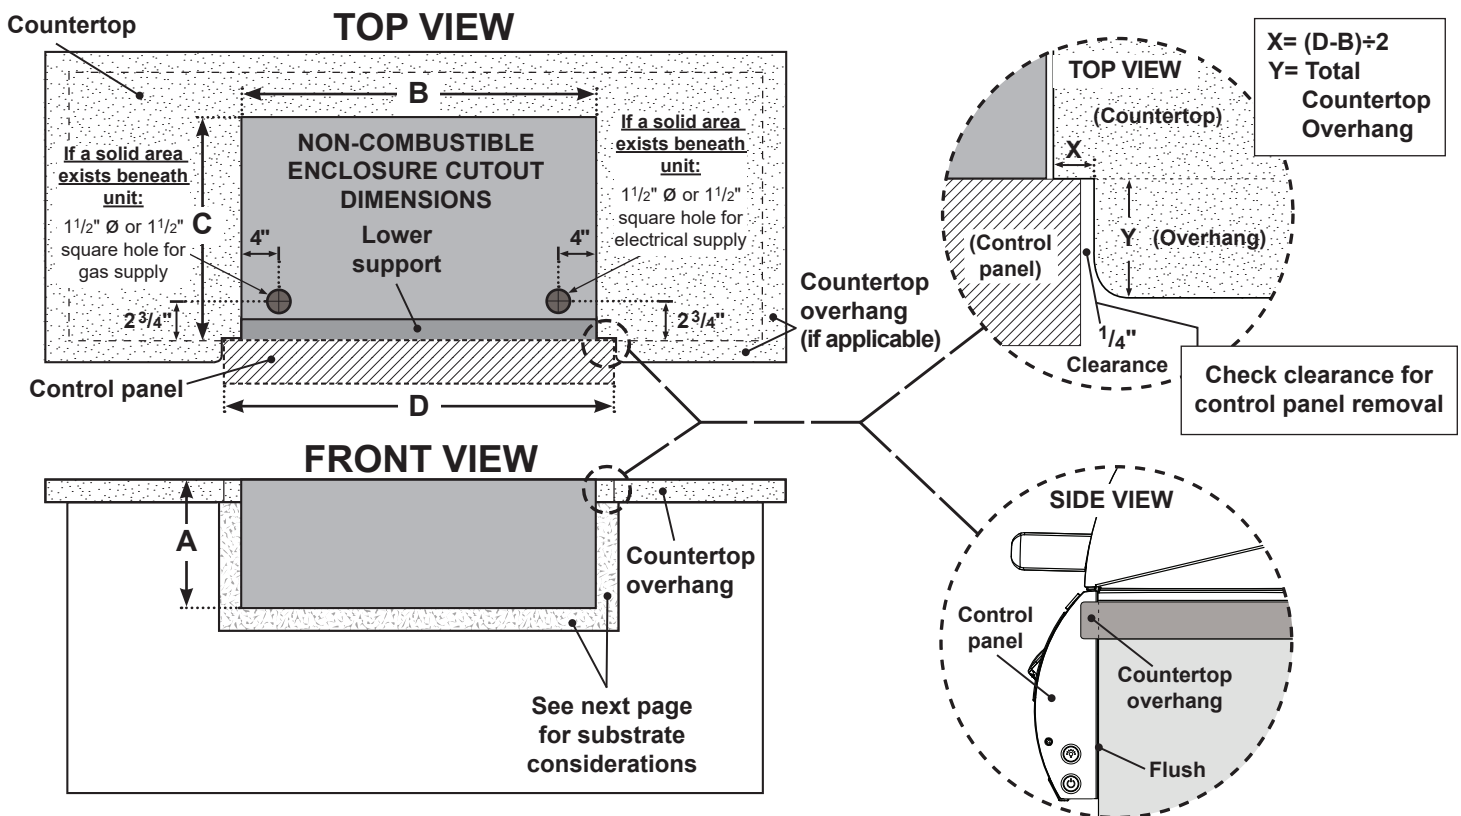 Countertop
TOP VIEW
B
If a solid area
exists beneath
unit:
1 1/2" Ø or 1 1/2"
square hole for
gas supply
C
NON-COMBUSTIBLE
ENCLOSURE CUTOUT
DIMENSIONS
Lower
support
4"
4"
If a solid area
exists beneath
unit:
1 1/2" Ø or 1 1/2"
square hole for
electrical supply
2 3/4"
2 3/4"
Countertop
overhang
(if applicable)
Control panel
D
TOP VIEW
(Countertop)
X
(Control
panel)
Y
(Overhang)
1/4"
Clearance
X= (D-B)÷2
Y= Total
Countertop
Overhang
Check clearance for
control panel removal
FRONT VIEW
A
Countertop
overhang
See next page
for substrate
considerations
SIDE VIEW
Control
panel
Countertop
overhang
Flush